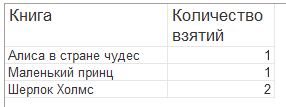 Книга Количество
взятий
Алиса в стране чудес 1
Маленький принц 1
Шерлок Холмс 2